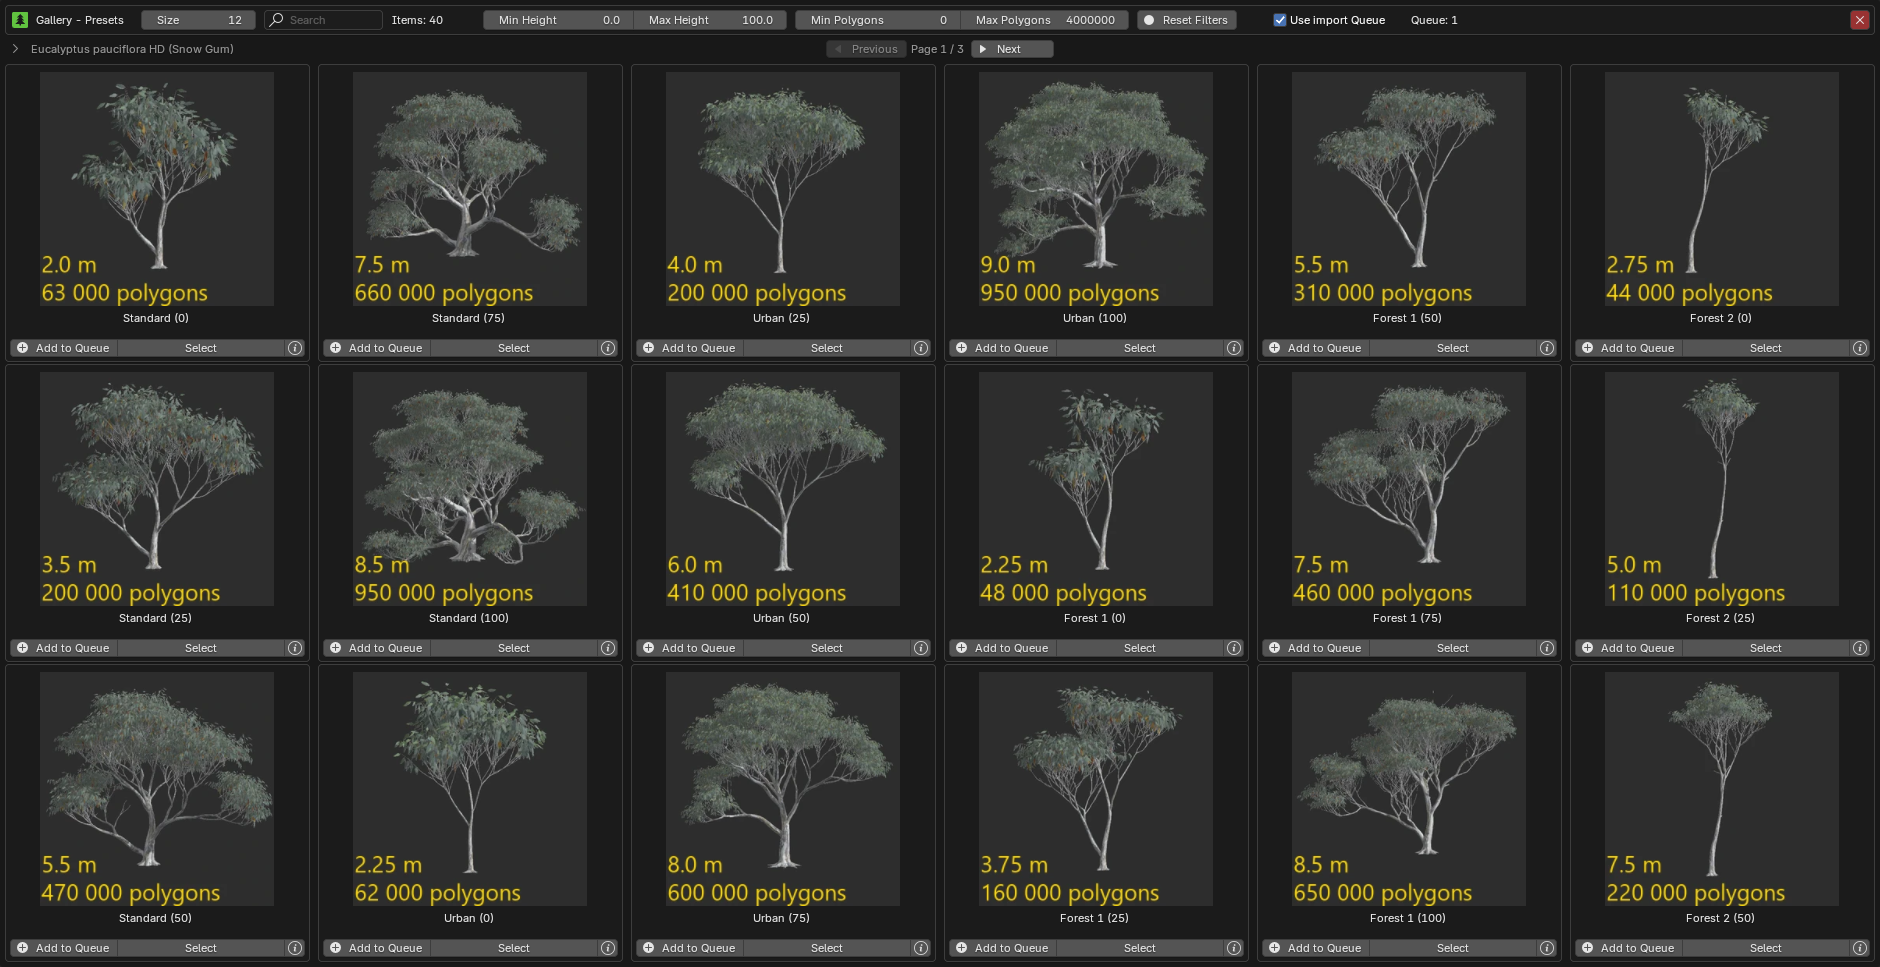 Gallery - Presets Size 12 Search Items: 40 Min Height 0.0 Max Height 100.0 Min Polygons 0 Max Polygons 4000000 Reset Filters Use import Queue Queue: 1
Eucalyptus pauciflora HD (Snow Gum) Previous Page 1 / 3 Next
2.0 m
63 000 polygons
Standard (0)
Add to Queue Select
7.5 m
660 000 polygons
Standard (75)
Add to Queue Select
4.0 m
200 000 polygons
Urban (25)
Add to Queue Select
9.0 m
950 000 polygons
Urban (100)
Add to Queue Select
5.5 m
310 000 polygons
Forest 1 (50)
Add to Queue Select
2.75 m
44 000 polygons
Forest 2 (0)
Add to Queue Select
3.5 m
200 000 polygons
Standard (25)
Add to Queue Select
8.5 m
950 000 polygons
Standard (100)
Add to Queue Select
6.0 m
410 000 polygons
Urban (50)
Add to Queue Select
2.25 m
48 000 polygons
Forest 1 (0)
Add to Queue Select
7.5 m
460 000 polygons
Forest 1 (75)
Add to Queue Select
5.0 m
110 000 polygons
Forest 2 (25)
Add to Queue Select
5.5 m
470 000 polygons
Standard (50)
Add to Queue Select
2.25 m
62 000 polygons
Urban (0)
Add to Queue Select
8.0 m
600 000 polygons
Urban (75)
Add to Queue Select
3.75 m
160 000 polygons
Forest 1 (25)
Add to Queue Select
8.5 m
650 000 polygons
Forest 1 (100)
Add to Queue Select
7.5 m
220 000 polygons
Forest 2 (50)
Add to Queue Select